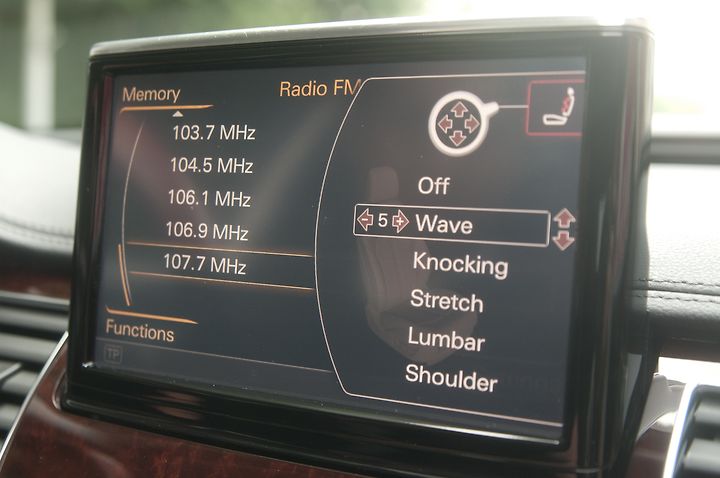 Memory
Radio FM
103.7 MHz
104.5 MHz
106.1 MHz
106.9 MHz
107.7 MHz
Functions
TP
Off
- 5 + Wave
Knocking
Stretch
Lumbar
Shoulder